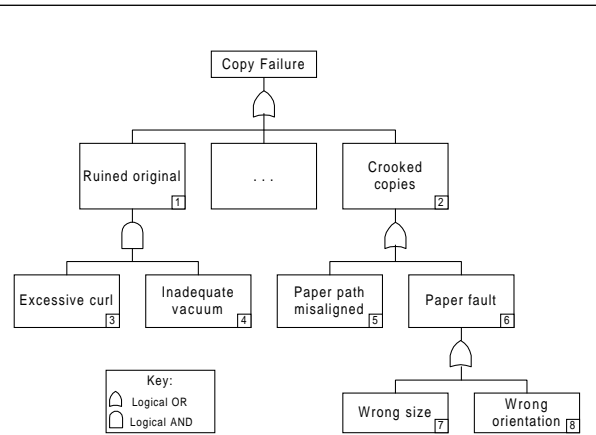 Copy Failure
Ruined original
1
. . .
Crooked
copies
2
Excessive curl
3
Inadequate
vacuum
4
Paper path
misaligned
5
Paper fault
6
Key:
Logical OR
Logical AND
Wrong size
7
Wrong
orientation
8